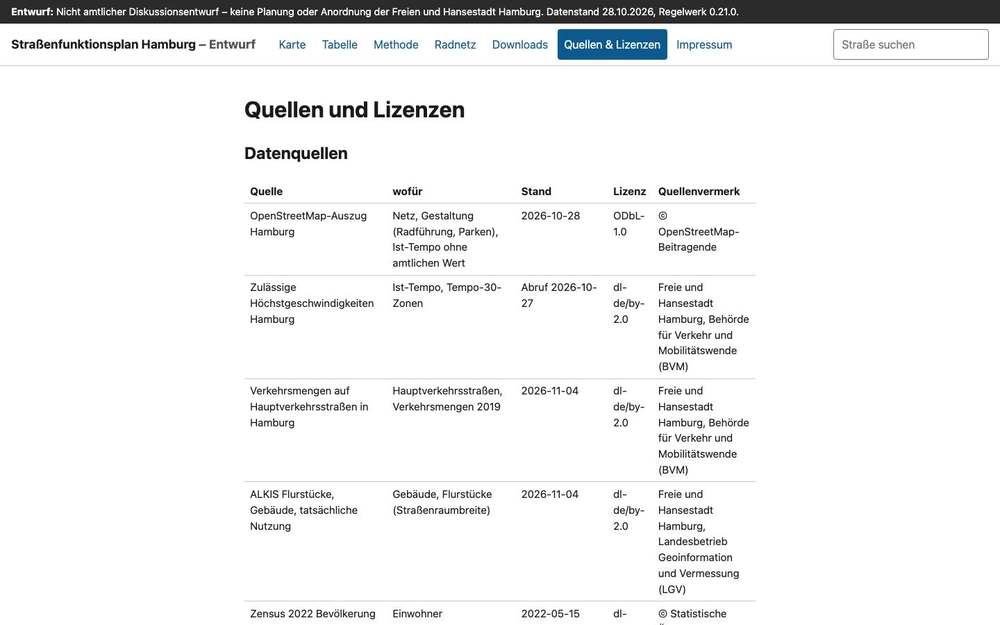 Entwurf: Nicht amtlicher Diskussionsentwurf – keine Planung oder Anordnung der Freien und Hansestadt Hamburg. Datenstand 28.10.2026, Regelwerk 0.21.0.
Straßenfunktionsplan Hamburg – Entwurf Karte Tabelle Methode Radnetz Downloads Quellen & Lizenzen Impressum Straße suchen
Quellen und Lizenzen
Datenquellen
Quelle wofür Stand Lizenz Quellenvermerk
OpenStreetMap-Auszug Netz, Gestaltung 2026-10-28 ODbL- ©
Hamburg (Radführung, Parken), 1.0 OpenStreetMap-
Ist-Tempo ohne Beitragende
amtlichen Wert
Zulässige Ist-Tempo, Tempo-30- Abruf 2026-10- dl- Freie und
Höchstgeschwindigkeiten Zonen 27 de/by- Hansestadt
Hamburg 2.0 Hamburg, Behörde
für Verkehr und
Mobilitätswende
(BVM)
Verkehrsmengen auf Hauptverkehrsstraßen, 2026-11-04 dl- Freie und
Hauptverkehrsstraßen in Verkehrsmengen 2019 de/by- Hansestadt
Hamburg 2.0 Hamburg, Behörde
für Verkehr und
Mobilitätswende
(BVM)
ALKIS Flurstücke, Gebäude, Flurstücke 2026-11-04 dl- Freie und
Gebäude, tatsächliche (Straßenraumbreite) de/by- Hansestadt
Nutzung 2.0 Hamburg,
Landesbetrieb
Geoinformation
und Vermessung
(LGV)
Zensus 2022 Bevölkerung Einwohner 2022-05-15 dl- © Statistische